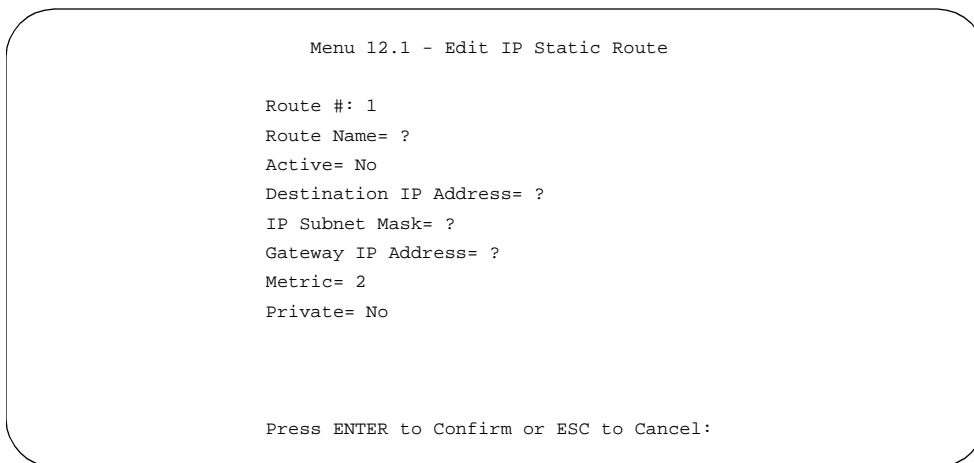 Menu 12.1 - Edit IP Static Route
Route #: 1
Route Name= ?
Active= No
Destination IP Address= ?
IP Subnet Mask= ?
Gateway IP Address= ?
Metric= 2
Private= No
Press ENTER to Confirm or ESC to Cancel: